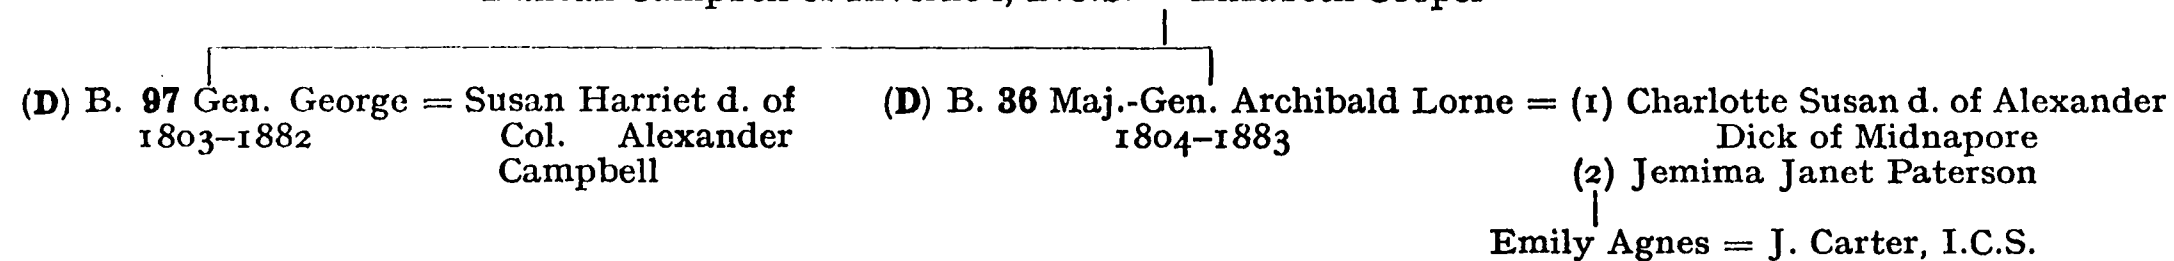 (D) B. 97 Gen. George = Susan Harriet d. of
Col. Alexander
Campbell
1803–1882
(D) B. 36 Maj.-Gen. Archibald Lorne = (1) Charlotte Susan d. of Alexander
Dick of Midnapore
1804–1883
(2) Jemima Janet Paterson
Emily Agnes = J. Carter, I.C.S.